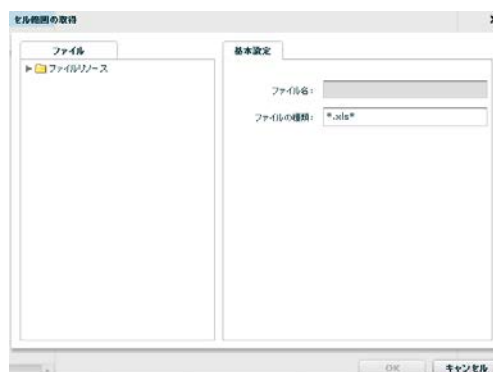 セル範囲の取得
ファイル
ファイルリソース
基本設定
ファイル名:
ファイルの種類: *.xls*
OK キャンセル